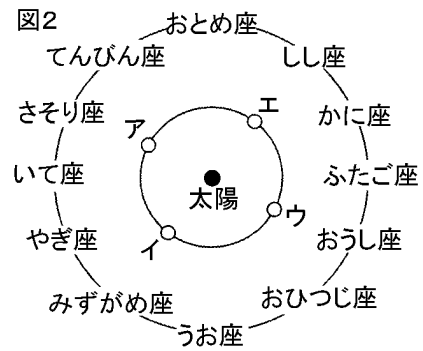 図2
おとめ座
てんびん座
しし座
さそり座
かに座
ア
エ
いて座
ふたご座
太陽
やぎ座
おうし座
イ
ウ
みずがめ座
おひつじ座
うお座